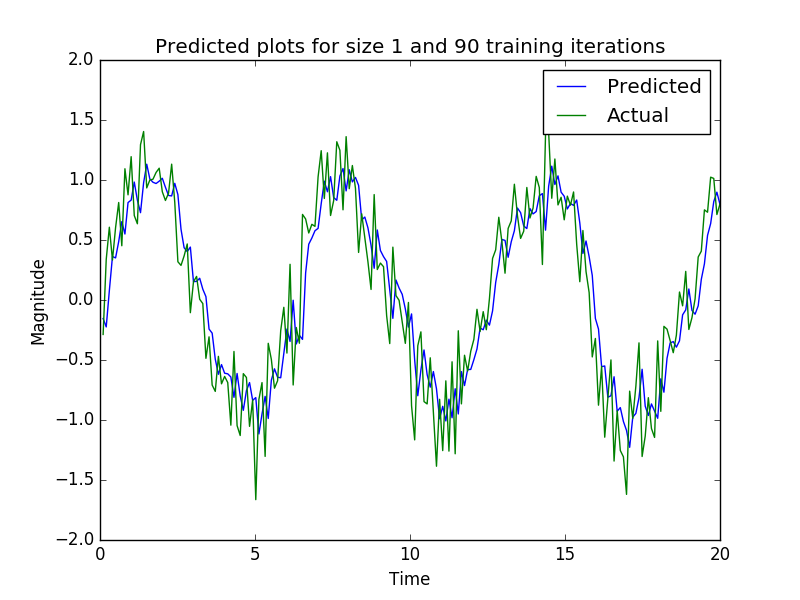 Predicted plots for size 1 and 90 training iterations
2.0
1.5
1.0
0.5
0.0
−0.5
−1.0
−1.5
−2.0
Magnitude
Predicted
Actual
0 5 10 15 20
Time